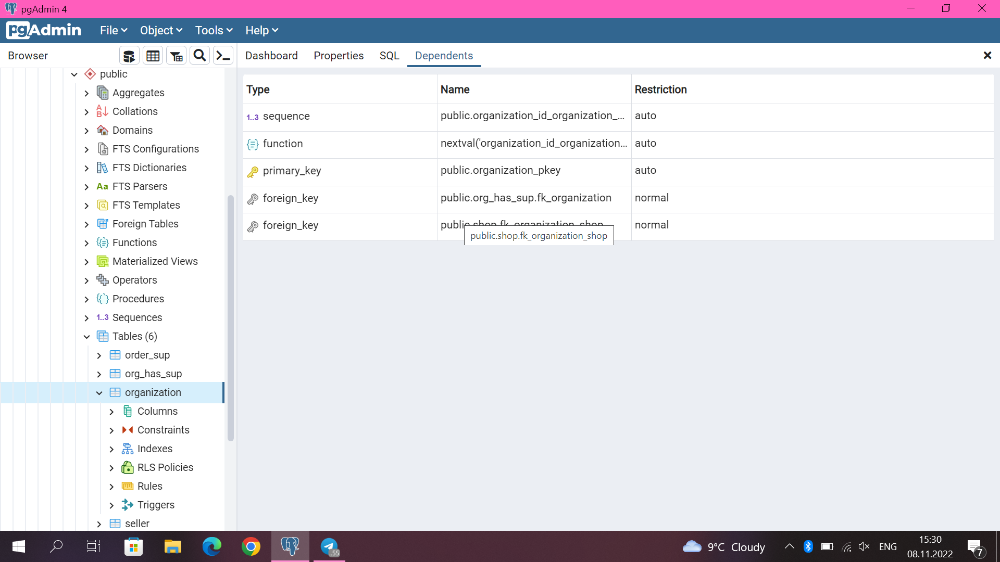 pgAdmin 4
pgAdmin File Object Tools Help
Browser
Dashboard Properties SQL Dependents
public
Aggregates
Collations
Domains
FTS Configurations
FTS Dictionaries
Aa FTS Parsers
FTS Templates
Foreign Tables
Functions
Materialized Views
Operators
Procedures
1..3 Sequences
Tables (6)
order_sup
org_has_sup
organization
Columns
Constraints
Indexes
RLS Policies
Rules
Triggers
seller
Type Name Restriction
1..3 sequence public.organization_id_organization_... auto
function nextval('organization_id_organization... auto
primary_key public.organization_pkey auto
foreign_key public.org_has_sup.fk_organization normal
foreign_key public.shop.fk_organization_shop normal
public.shop.fk_organization_shop
..55
9°C Cloudy
ENG
15:30
08.11.2022
7